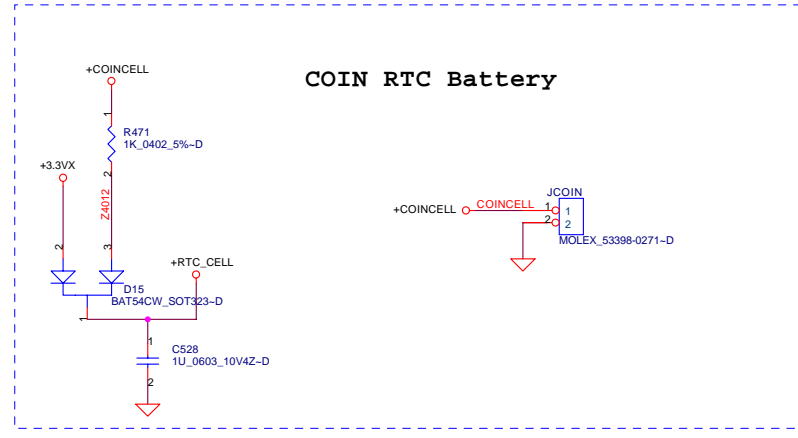 +COINCELL
COIN RTC Battery
1
R471
1K_0402_5%~D
2
+3.3VX
Z4012
2
3
+RTC_CELL
D15
BAT54CW_SOT323~D
1
1
C528
1U_0603_10V4Z~D
2
JCOIN
+COINCELL
COINCELL
1
1
2
2
MOLEX_53398-0271~D